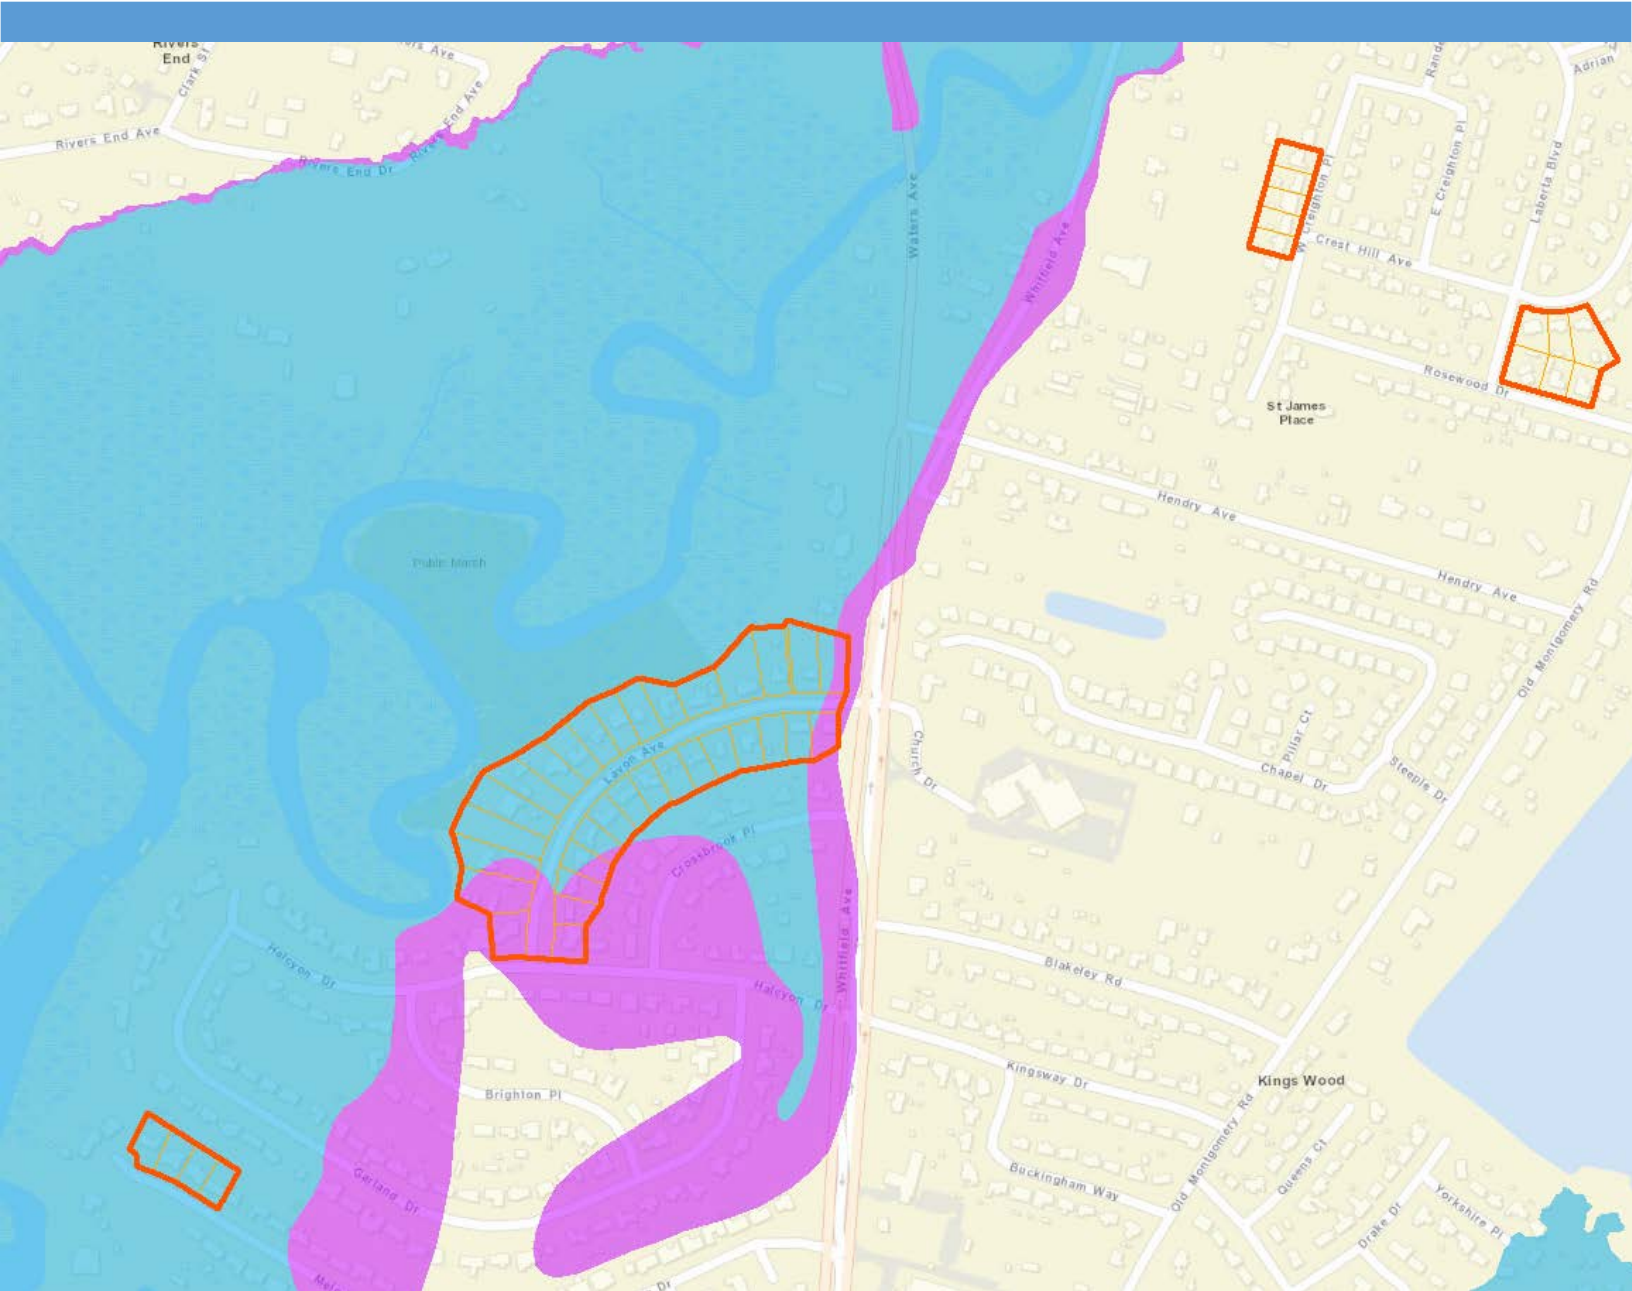 Rivers
End
Clark St
Rivers End Ave
Rivers End Dr
Rivers End Ave
Waters Ave
Whitfield Ave
W Creighton Pl
E Creighton Pl
Laberta Blvd
Adrian
Crest Hill Ave
Rosewood Dr
St James
Place
Hendry Ave
Hendry Ave
Old Montgomery Rd
Public Marsh
Lavon Ave
Church Dr
Pillar Ct
Chapel Dr
Steeple Dr
Crossbrook Pl
Whitfield Ave
Halcyon Dr
Halcyon Dr
Blakeley Rd
Kingsway Dr
Kings Wood
Brighton Pl
Old Montgomery Rd
Queens Ct
Buckingham Way
Garland Dr
Drake Dr
Yorkshire Pl
Dr